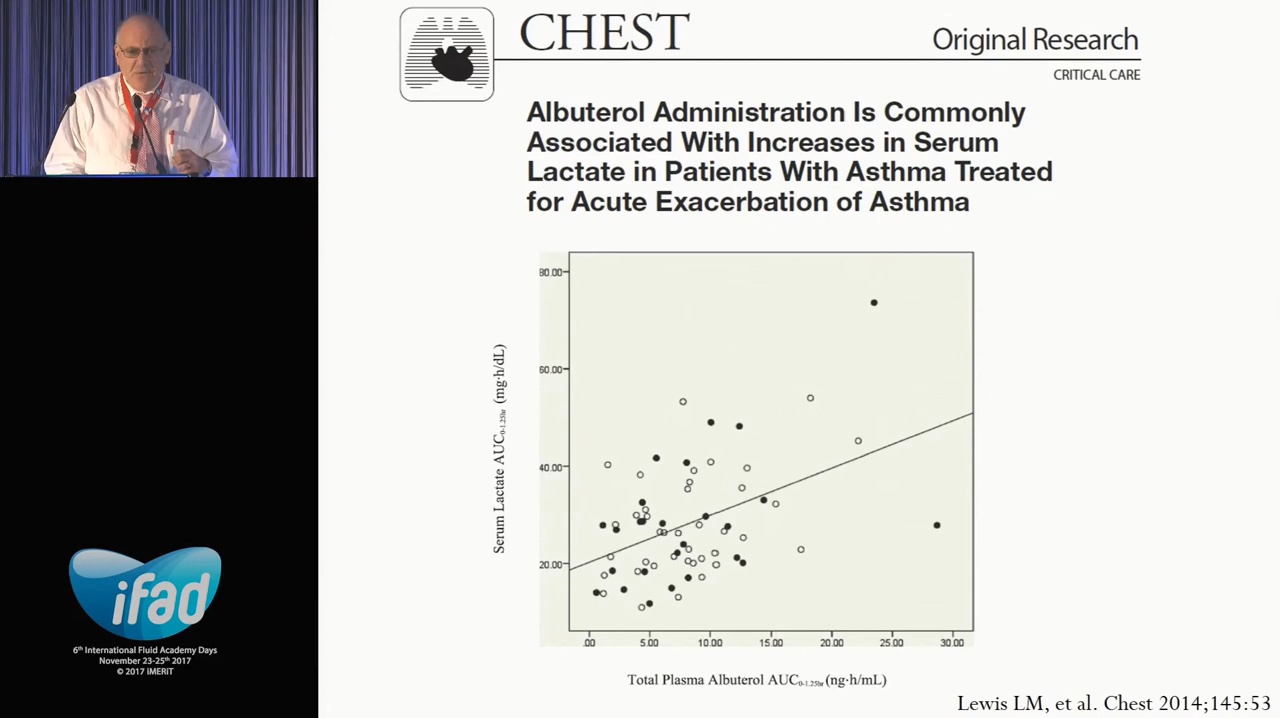 CHEST
Original Research
CRITICAL CARE
Albuterol Administration Is Commonly
Associated With Increases in Serum
Lactate in Patients With Asthma Treated
for Acute Exacerbation of Asthma
Serum Lactate AUC0-1.25hr (mg·h/dL)
80.00
60.00
40.00
20.00
.00 5.00 10.00 15.00 20.00 25.00 30.00
Total Plasma Albuterol AUC0-1.25hr (ng·h/mL)
Lewis LM, et al. Chest 2014;145:53
ifad
6th International Fluid Academy Days
November 23-25th 2017
© 2017 iMERiT